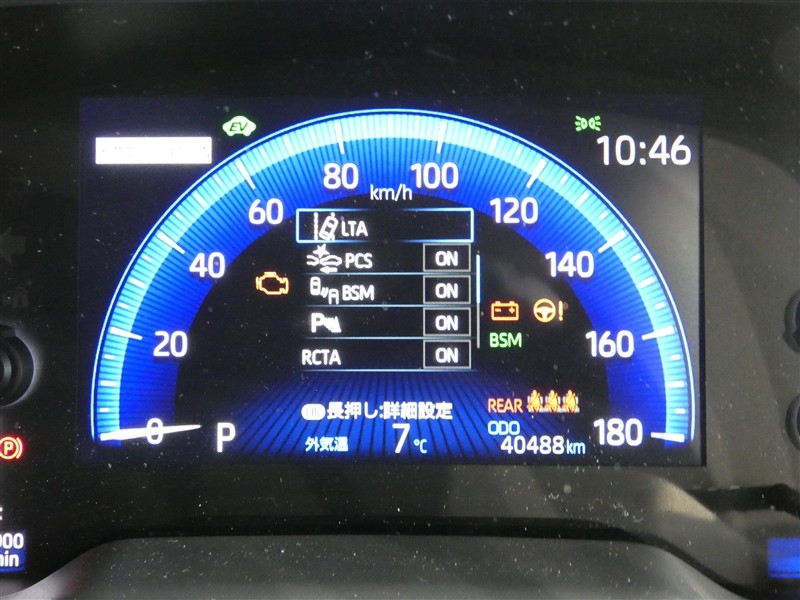 EV
10:46
80 100
km/h
60 120
LTA
40 140
PCS ON
BSM ON
ON
BSM
20 160
RCTA ON
長押し:詳細設定
REAR
0 P
外気温 7 ℃
ODO
40488 km
180
P
000
min